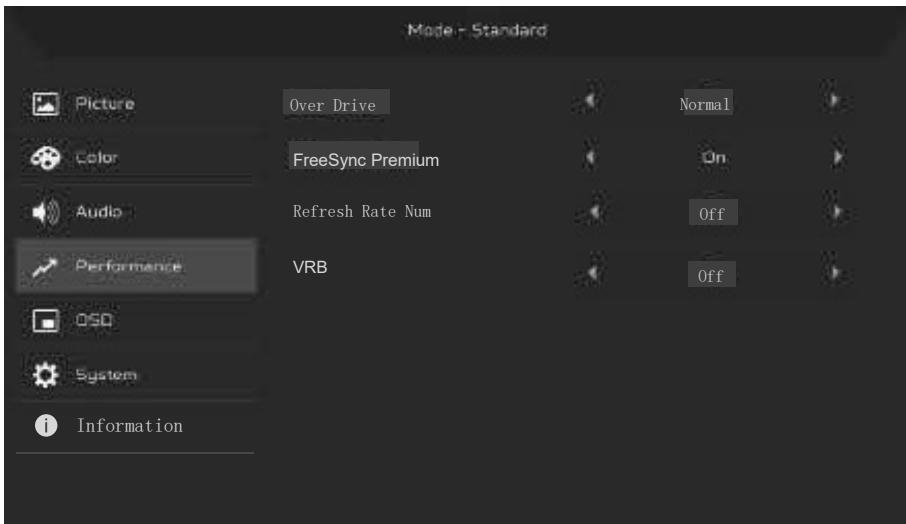 Mode - Standard
Picture
Over Drive Normal
Color
FreeSync Premium On
Audio
Refresh Rate Num Off
Performance
VRB Off
OSD
System
Information